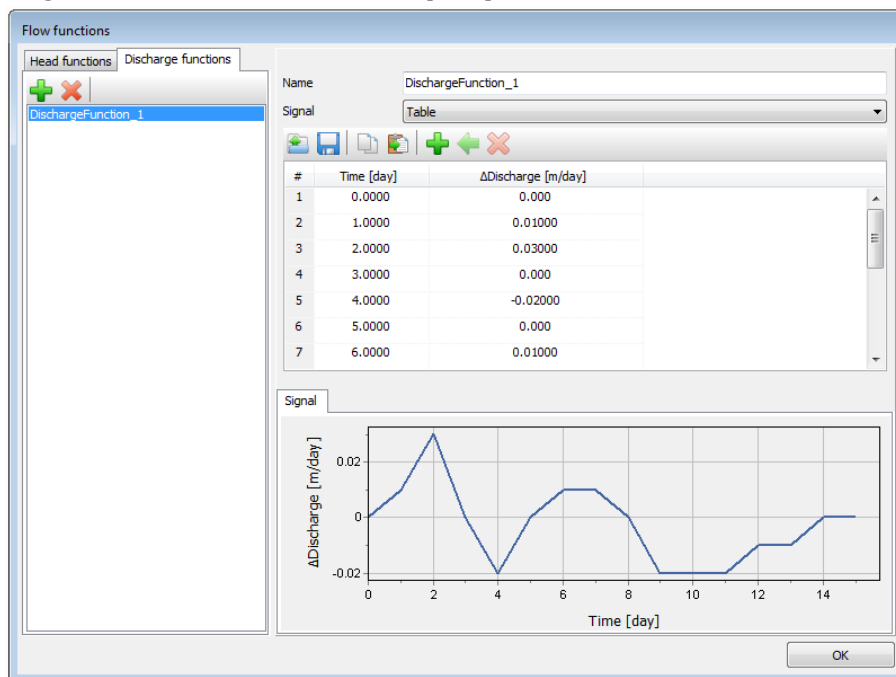 Flow functions
Head functions Discharge functions
DischargeFunction_1
Name DischargeFunction_1
Signal Table
# Time [day] ΔDischarge [m/day]
1 0.0000 0.000
2 1.0000 0.01000
3 2.0000 0.03000
4 3.0000 0.000
5 4.0000 -0.02000
6 5.0000 0.000
7 6.0000 0.01000
Signal
ΔDischarge [m/day]
0.02
0
-0.02
0 2 4 6 8 10 12 14
Time [day]
OK